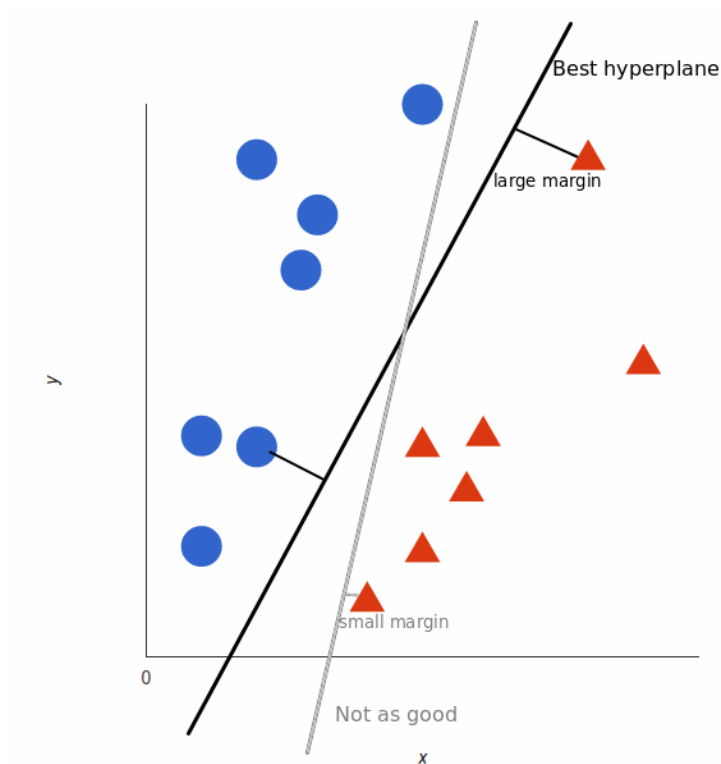 Best hyperplane
large margin
y
small margin
0
Not as good
x